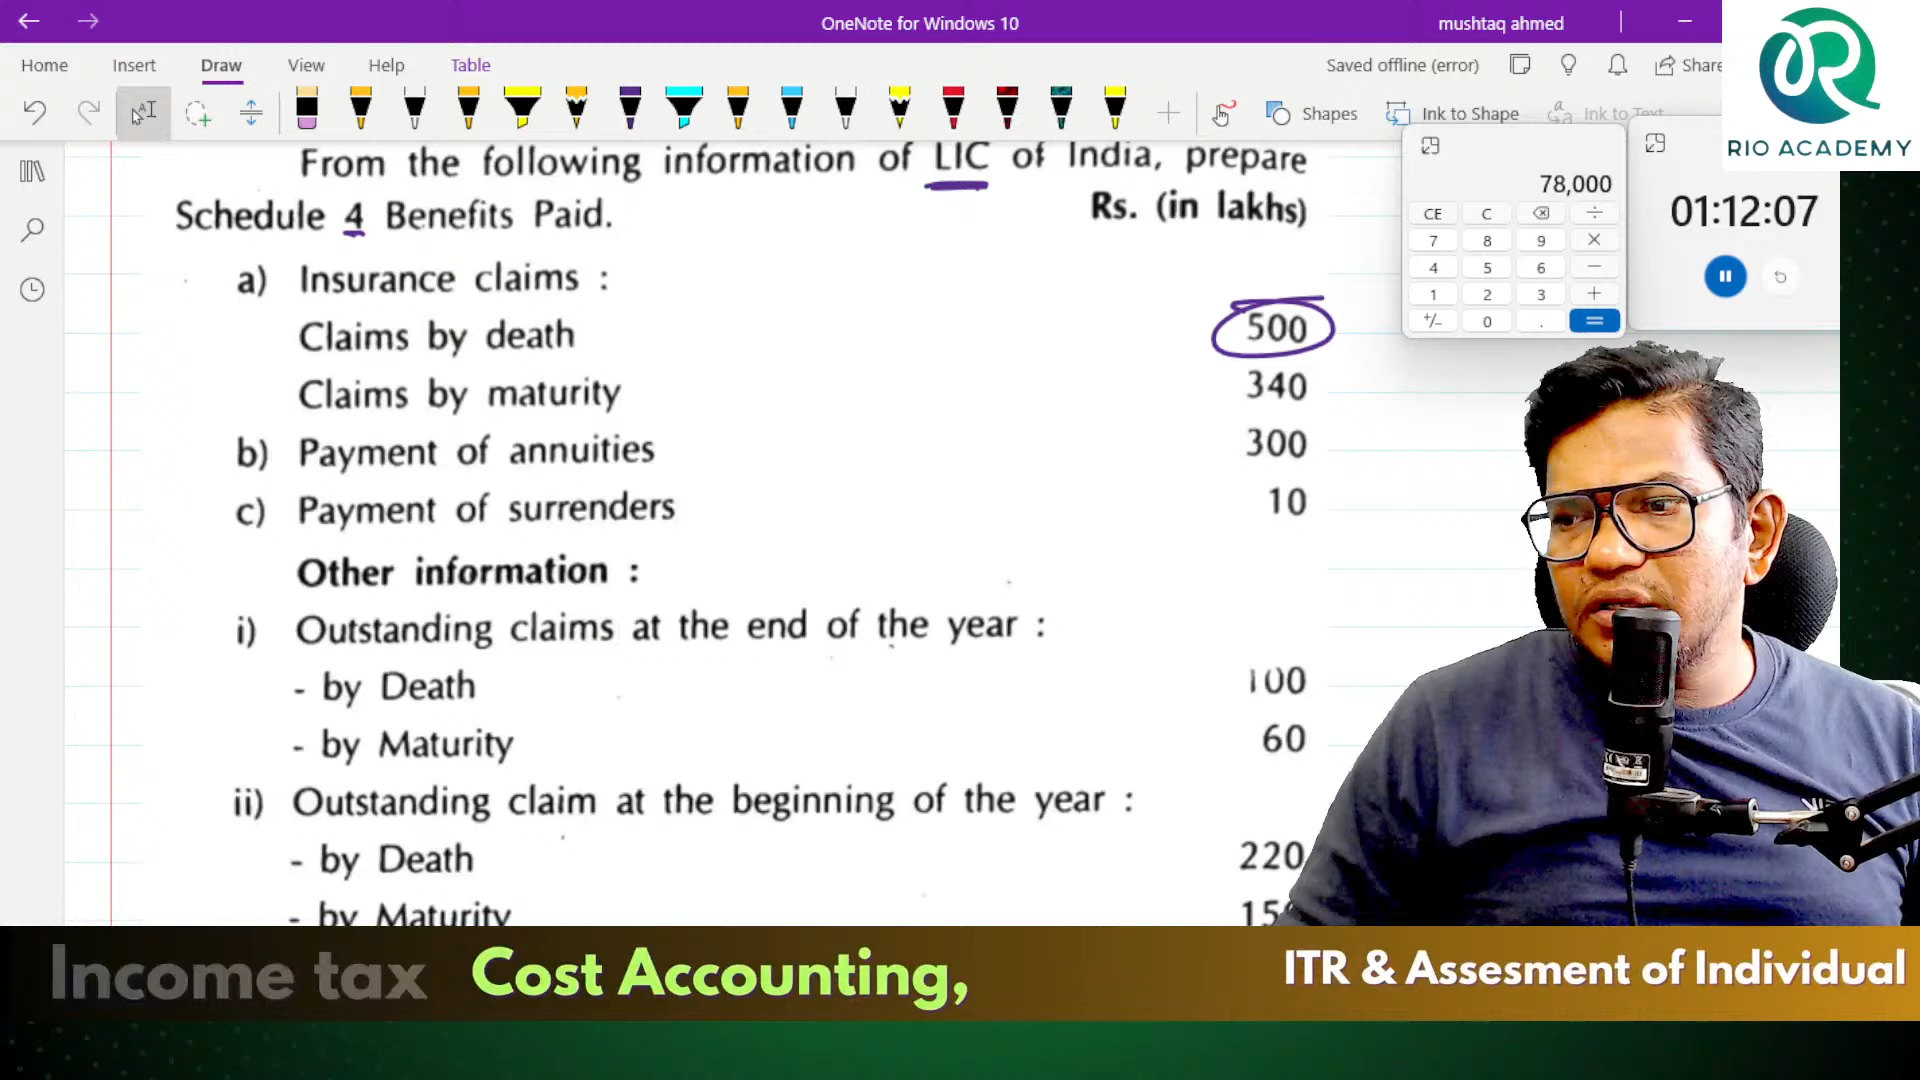 OneNote for Windows 10
mushtaq ahmed
Home Insert Draw View Help Table
Saved offline (error)
Share
Shapes
Ink to Shape
Ink to Text
RIO ACADEMY
From the following information of LIC of India, prepare
Schedule 4 Benefits Paid.
Rs. (in lakhs)
a) Insurance claims :
Claims by death 500
Claims by maturity 340
b) Payment of annuities 300
c) Payment of surrenders 10
Other information :
i) Outstanding claims at the end of the year :
- by Death 100
- by Maturity 60
ii) Outstanding claim at the beginning of the year :
- by Death 220
- by Maturity
78,000
CE C ÷
7 8 9 ×
4 5 6 −
1 2 3 +
+/− 0 . =
01:12:07
Income tax Cost Accounting,
ITR & Assesment of Individual